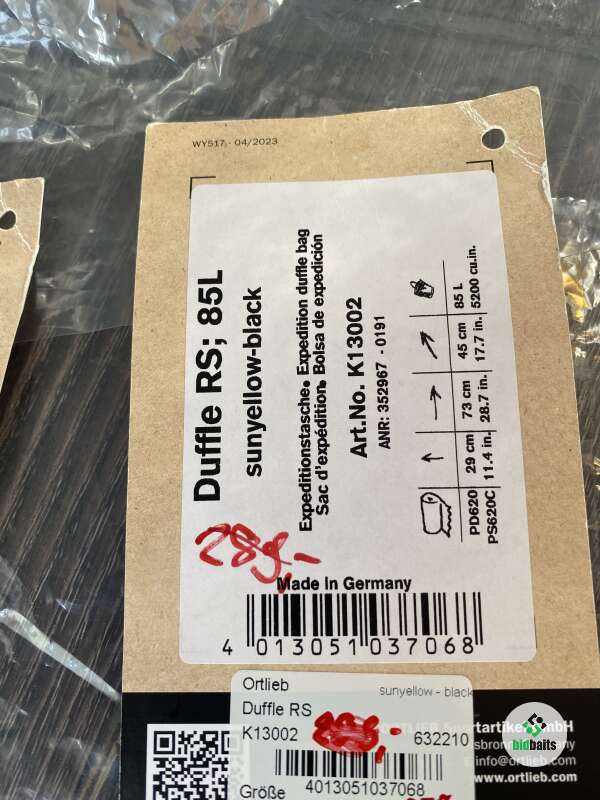 WY517,- 04/2023
Duffle RS; 85L
sunyellow-black
Expeditionstasche• Expedition duffle bag
Sac d'expédition• Bolsa de expedición
Art.No. K13002
ANR: 352967 - 0191
PD620 29 cm 73 cm 45 cm 85 L
PS620C 11.4 in. 28.7 in. 17.7 in. 5200 cu.in.
Made In Germany
4 013051 037068
Ortlieb
sunyellow - black
Duffle RS
K13002
632210
4013051037068
Größe
GmbH
info@ortlieb.com
www.ortlieb.com
bidbaits